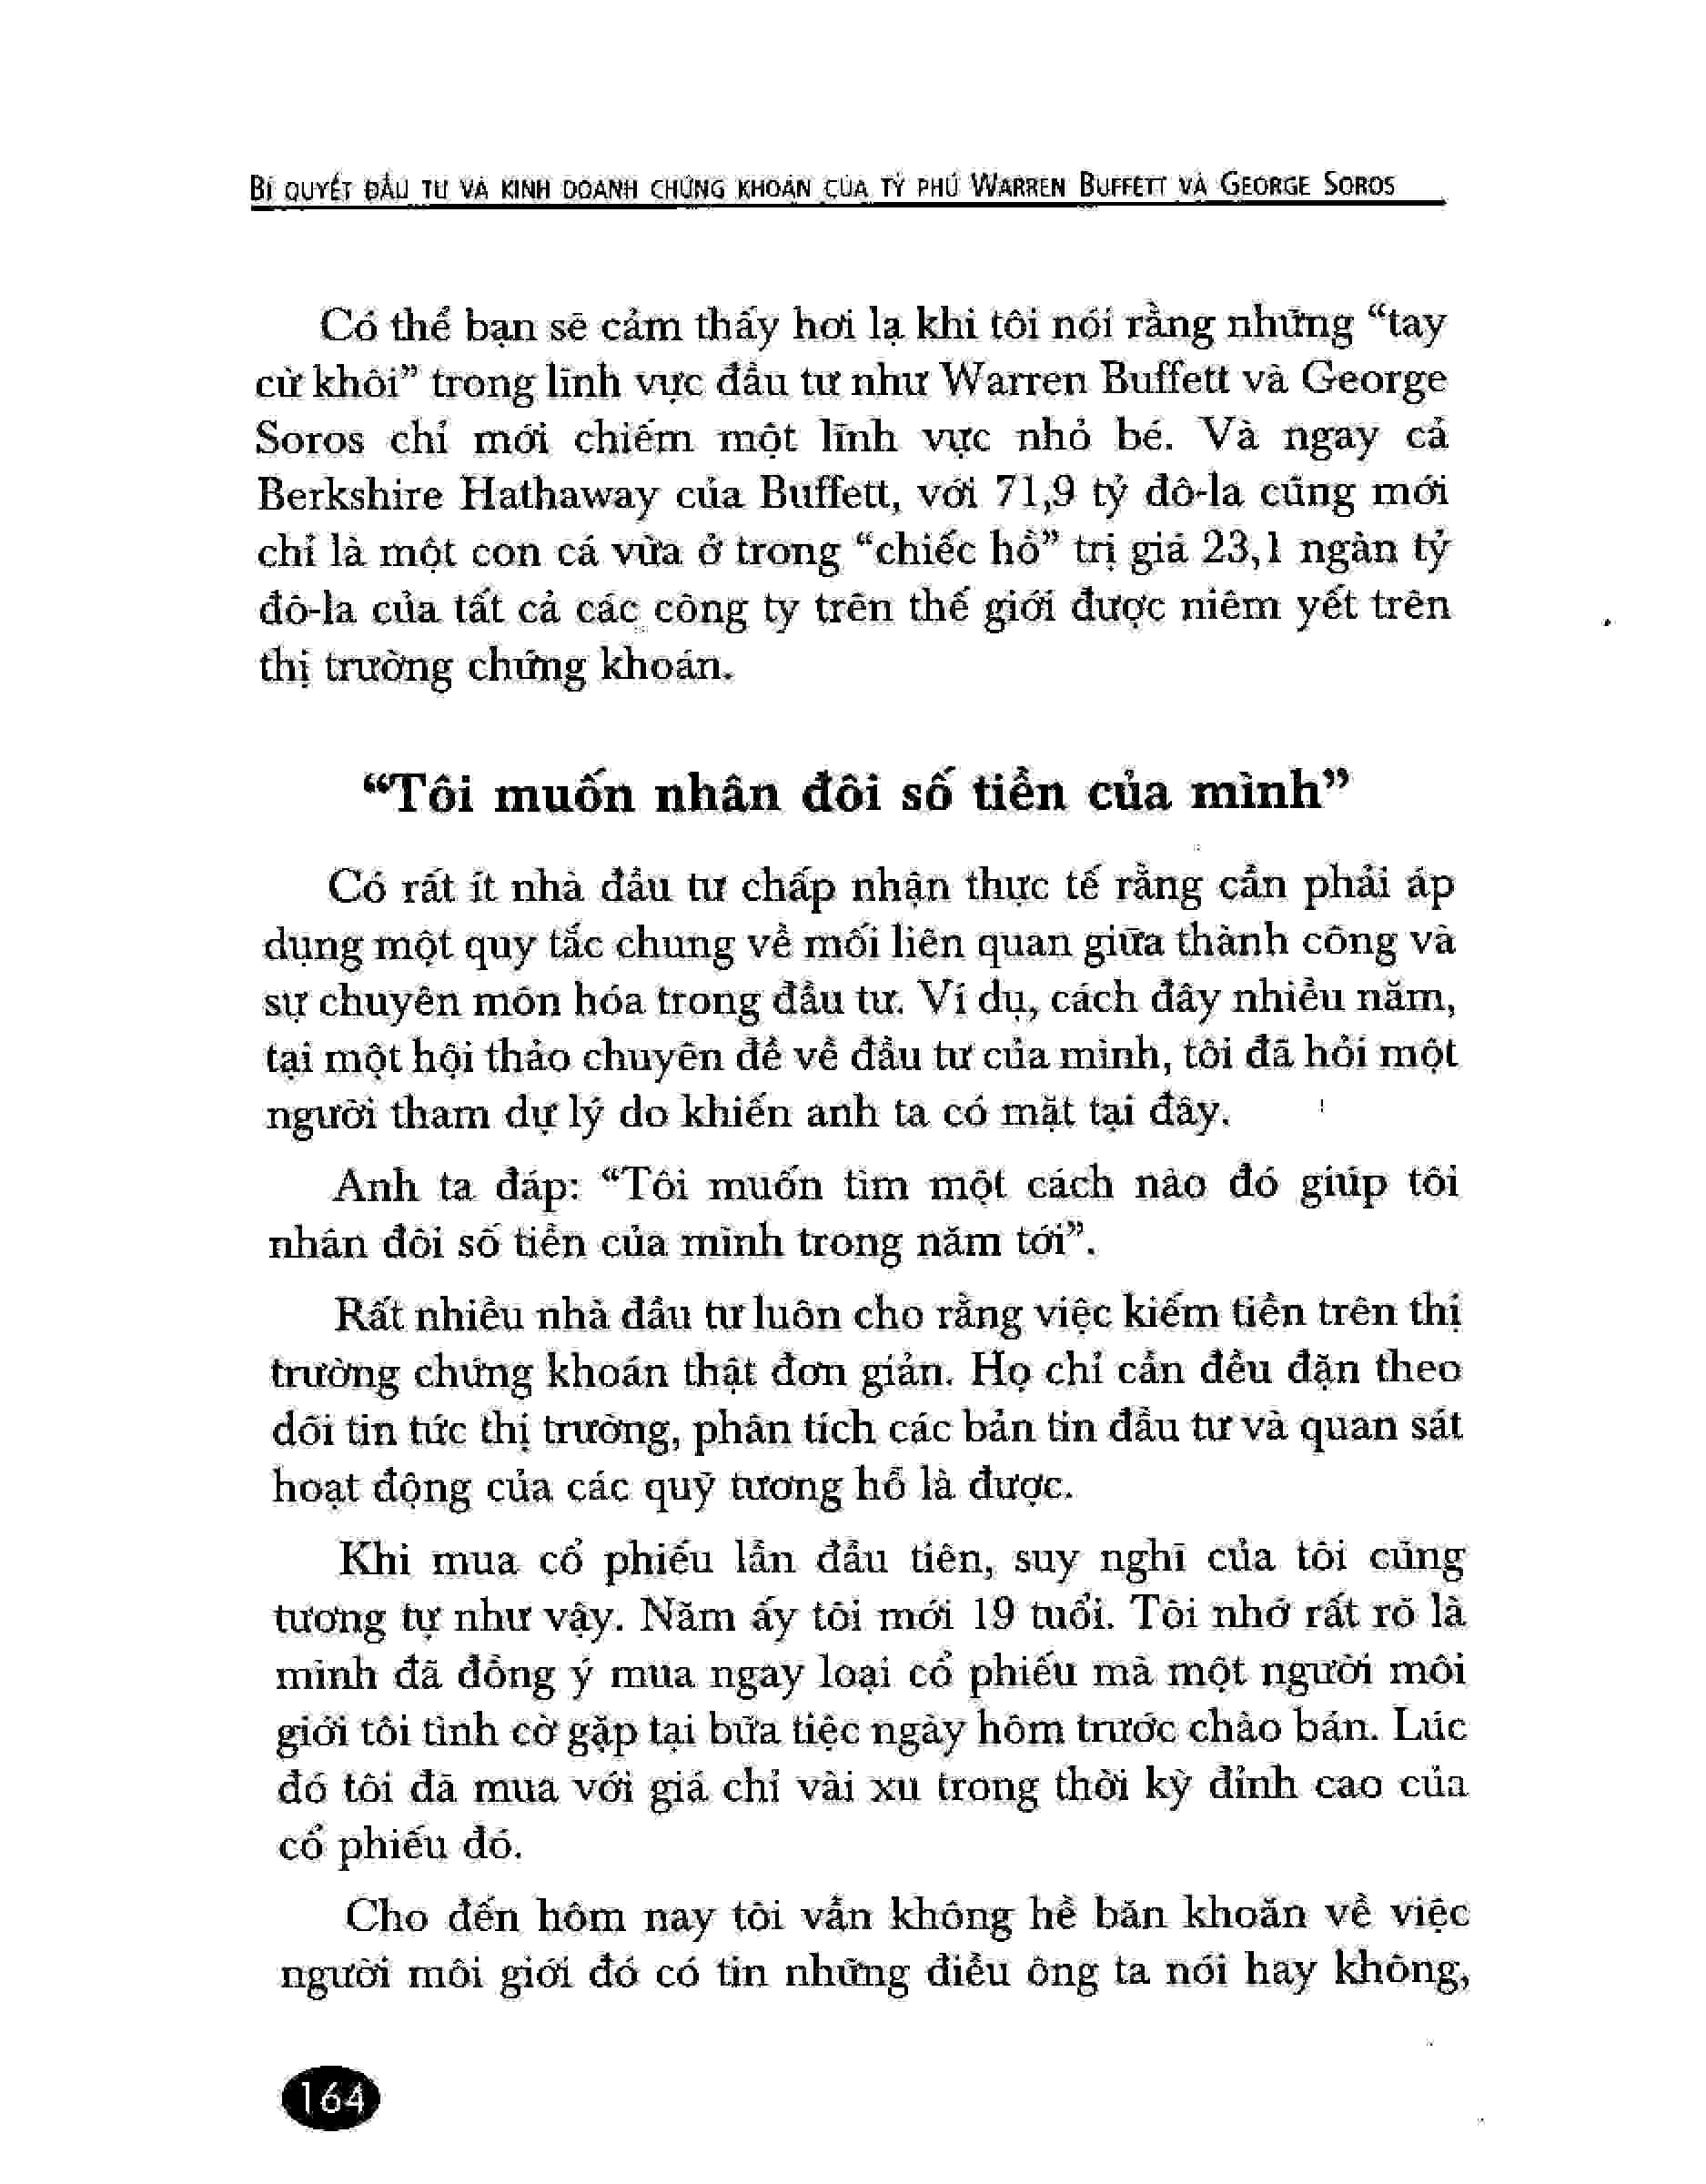 BÍ QUYẾT ĐẦU TƯ VÀ KINH DOANH CHỨNG KHOÁN CỦA TỶ PHÚ WARREN BUFFETT VÀ GEORGE SOROS
Có thể bạn sẽ cảm thấy hơi lạ khi tôi nói rằng những “tay
cừ khôi” trong lĩnh vực đầu tư như Warren Buffett và George
Soros chỉ mới chiếm một lĩnh vực nhỏ bé. Và ngay cả
Berkshire Hathaway của Buffett, với 71,9 tỷ đô-la cũng mới
chỉ là một con cá vừa ở trong “chiếc hồ” trị giá 23,1 ngàn tỷ
đô-la của tất cả các công ty trên thế giới được niêm yết trên
thị trường chứng khoán.
“Tôi muốn nhân đôi số tiền của mình”
Có rất ít nhà đầu tư chấp nhận thực tế rằng cần phải áp
dụng một quy tắc chung về mối liên quan giữa thành công và
sự chuyên môn hóa trong đầu tư. Ví dụ, cách đây nhiều năm,
tại một hội thảo chuyên đề về đầu tư của mình, tôi đã hỏi một
người tham dự lý do khiến anh ta có mặt tại đây.
Anh ta đáp: “Tôi muốn tìm một cách nào đó giúp tôi
nhân đôi số tiền của mình trong năm tới”.
Rất nhiều nhà đầu tư luôn cho rằng việc kiếm tiền trên thị
trường chứng khoán thật đơn giản. Họ chỉ cần đều đặn theo
dõi tin tức thị trường, phân tích các bản tin đầu tư và quan sát
hoạt động của các quỹ tương hỗ là được.
Khi mua cổ phiếu lần đầu tiên, suy nghĩ của tôi cũng
tương tự như vậy. Năm ấy tôi mới 19 tuổi. Tôi nhớ rất rõ là
mình đã đồng ý mua ngay loại cổ phiếu mà một người môi
giới tôi tình cờ gặp tại bữa tiệc ngày hôm trước chào bán. Lúc
đó tôi đã mua với giá chỉ vài xu trong thời kỳ đỉnh cao của
cổ phiếu đó.
Cho đến hôm nay tôi vẫn không hề băn khoăn về việc
người môi giới đó có tin những điều ông ta nói hay không,
164